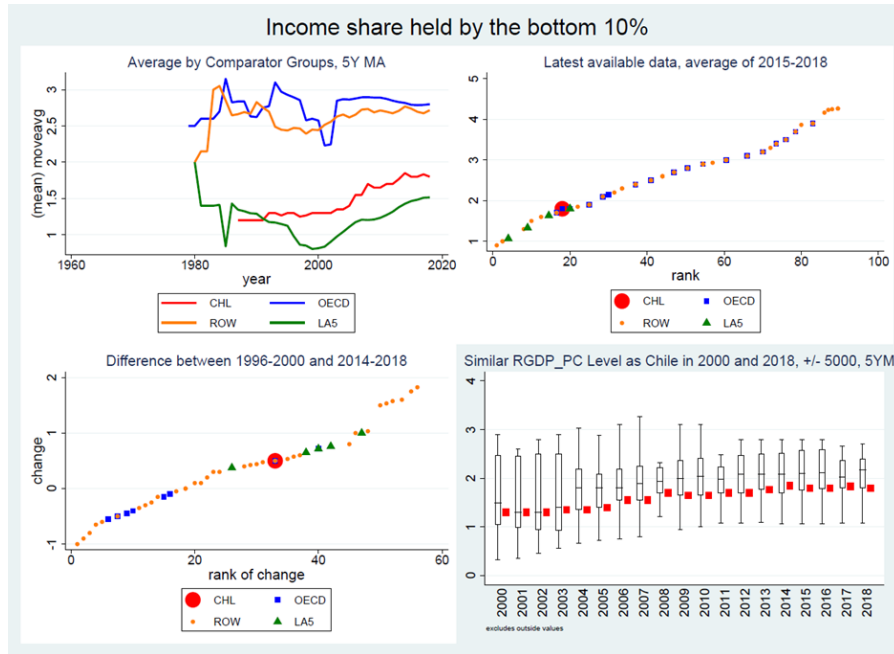 Income share held by the bottom 10%
Average by Comparator Groups, 5Y MA
(mean) moveavg
3
2.5
2
1.5
1
1960
1980
2000
2020
year
CHL
OECD
ROW
LA5
Latest available data, average of 2015-2018
5
4
3
2
1
0
20
40
60
80
100
rank
CHL
OECD
ROW
LA5
Difference between 1996-2000 and 2014-2018
change
2
1
0
-1
0
20
40
60
rank of change
CHL
OECD
ROW
LA5
Similar RGDP_PC Level as Chile in 2000 and 2018, +/- 5000, 5YM
4
3
2
1
0
2000
2001
2002
2003
2004
2005
2006
2007
2008
2009
2010
2011
2012
2013
2014
2015
2016
2017
2018
excludes outside values